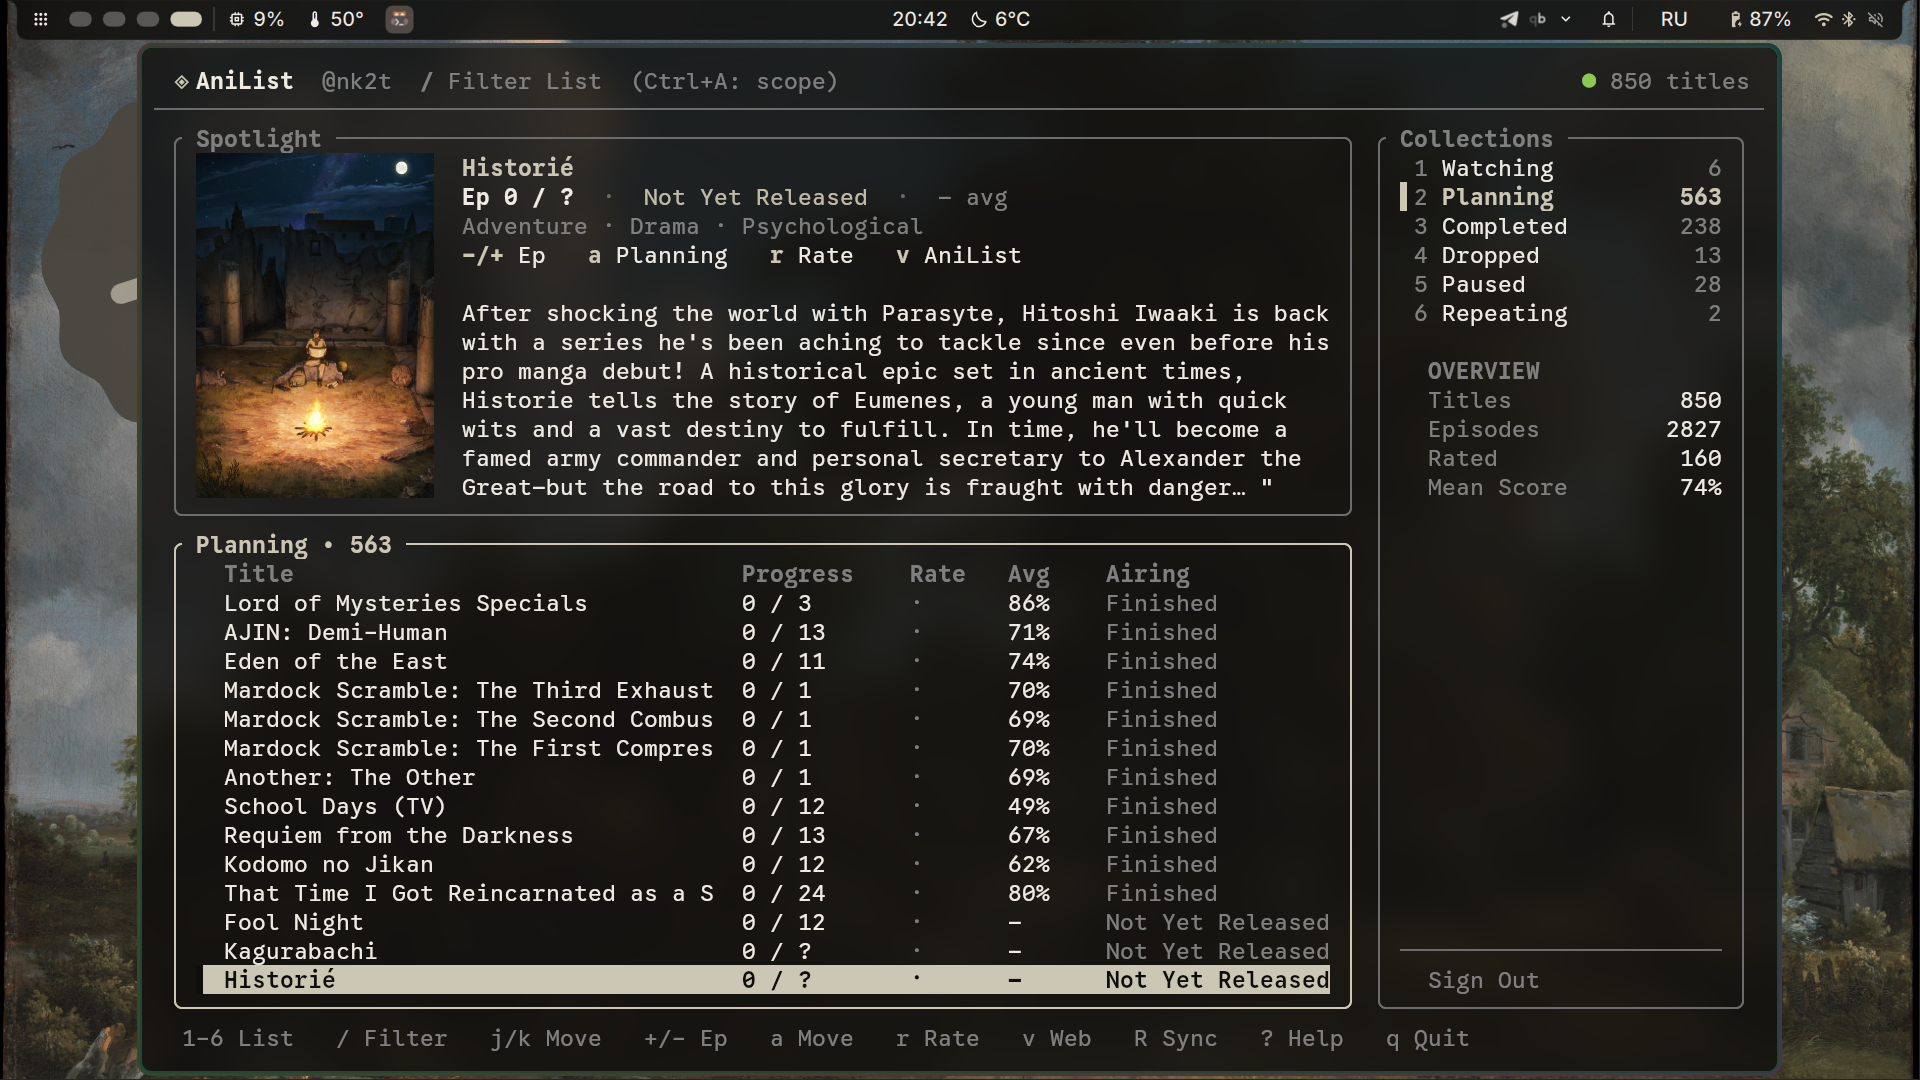 9% 50° 20:42 6°C qb RU 87%
AniList @nk2t / Filter List (Ctrl+A: scope) 850 titles
Spotlight
Historié
Ep 0 / ? · Not Yet Released · — avg
Adventure · Drama · Psychological
-/+ Ep a Planning r Rate v AniList
After shocking the world with Parasyte, Hitoshi Iwaaki is back
with a series he's been aching to tackle since even before his
pro manga debut! A historical epic set in ancient times,
Historie tells the story of Eumenes, a young man with quick
wits and a vast destiny to fulfill. In time, he'll become a
famed army commander and personal secretary to Alexander the
Great—but the road to this glory is fraught with danger… "
Planning • 563
Title Progress Rate Avg Airing
Lord of Mysteries Specials 0 / 3 · 86% Finished
AJIN: Demi-Human 0 / 13 · 71% Finished
Eden of the East 0 / 11 · 74% Finished
Mardock Scramble: The Third Exhaust 0 / 1 · 70% Finished
Mardock Scramble: The Second Combus 0 / 1 · 69% Finished
Mardock Scramble: The First Compres 0 / 1 · 70% Finished
Another: The Other 0 / 1 · 69% Finished
School Days (TV) 0 / 12 · 49% Finished
Requiem from the Darkness 0 / 13 · 67% Finished
Kodomo no Jikan 0 / 12 · 62% Finished
That Time I Got Reincarnated as a S 0 / 24 · 80% Finished
Fool Night 0 / 12 · — Not Yet Released
Kagurabachi 0 / ? · — Not Yet Released
Historié 0 / ? · — Not Yet Released
Collections
1 Watching 6
2 Planning 563
3 Completed 238
4 Dropped 13
5 Paused 28
6 Repeating 2
OVERVIEW
Titles 850
Episodes 2827
Rated 160
Mean Score 74%
Sign Out
1-6 List / Filter j/k Move +/- Ep a Move r Rate v Web R Sync ? Help q Quit